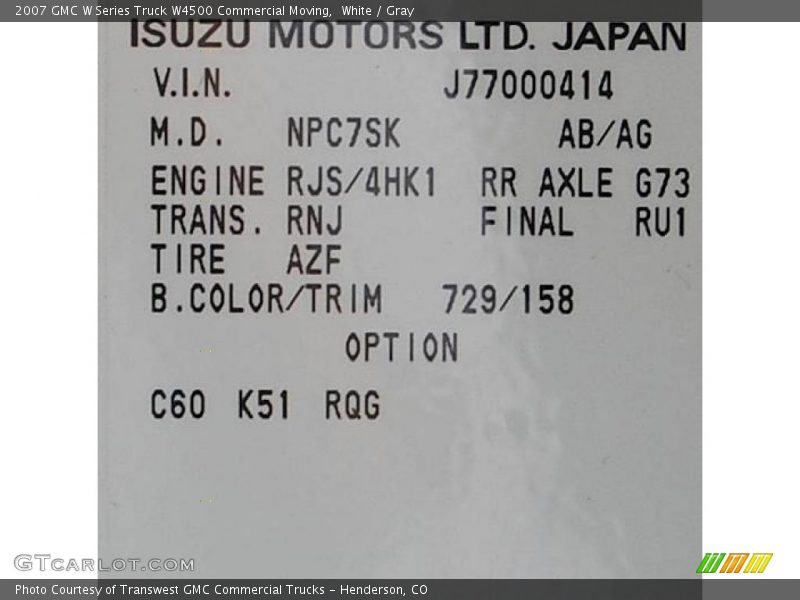 2007 GMC W Series Truck W4500 Commercial Moving, White / Gray
ISUZU MOTORS LTD. JAPAN
V.I.N. J77000414
M.D. NPC7SK AB/AG
ENGINE RJS/4HK1 RR AXLE G73
TRANS. RNJ FINAL RU1
TIRE AZF
B.COLOR/TRIM 729/158
OPTION
C60 K51 RQG
GTCARLOT.COM
Photo Courtesy of Transwest GMC Commercial Trucks - Henderson, CO